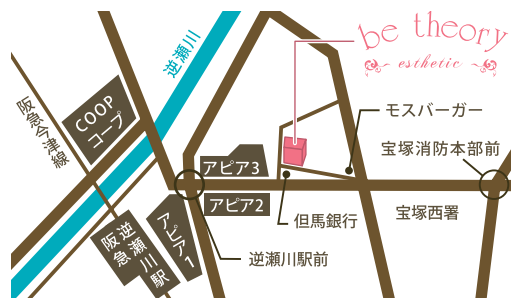 be theory
esthetic
逆瀬川
阪急今津線
COOP
コープ
モスバーガー
宝塚消防本部前
アピア3
アピア2
宝塚西署
但馬銀行
アピア1
逆瀬川駅前
阪急
逆瀬川駅